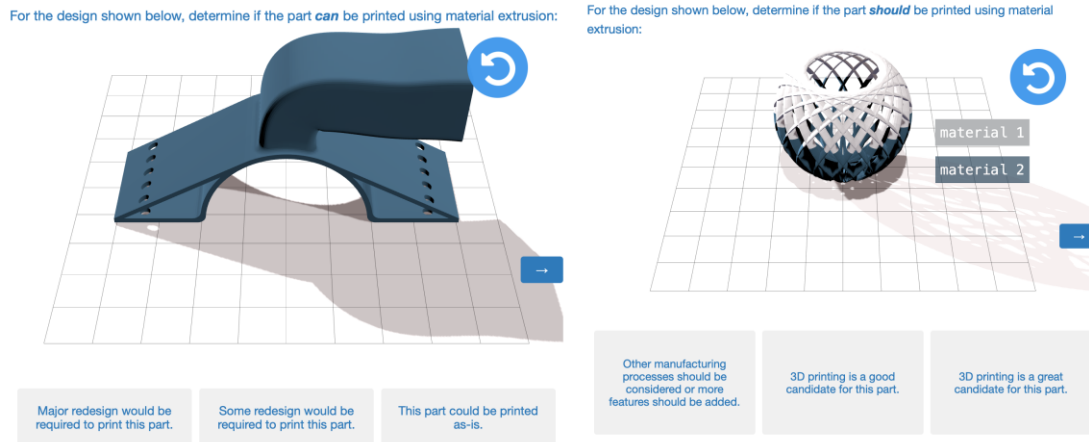 For the design shown below, determine if the part can be printed using material extrusion:
Major redesign would be
required to print this part.
Some redesign would be
required to print this part.
This part could be printed
as-is.
→
For the design shown below, determine if the part should be printed using material
extrusion:
material 1
material 2
→
Other manufacturing
processes should be
considered or more
features should be added.
3D printing is a good
candidate for this part.
3D printing is a great
candidate for this part.